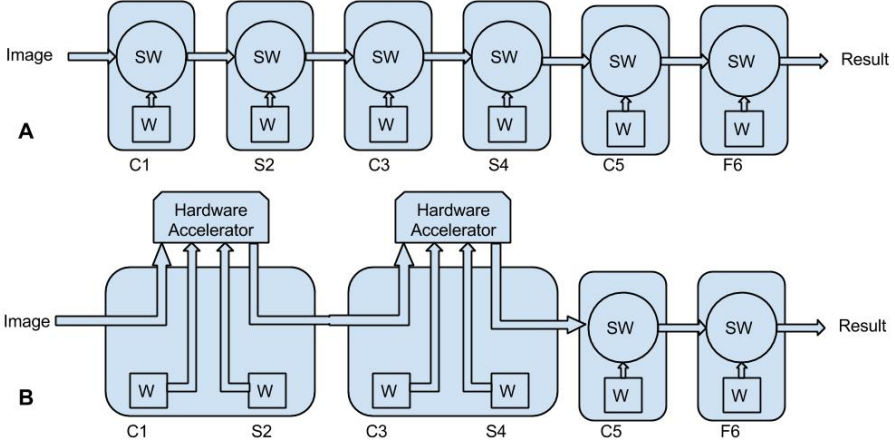 Image SW SW SW SW SW SW Result
W W W W W W
A
C1 S2 C3 S4 C5 F6
Hardware Accelerator Hardware Accelerator
Image SW SW Result
W W W W W W
B
C1 S2 C3 S4 C5 F6